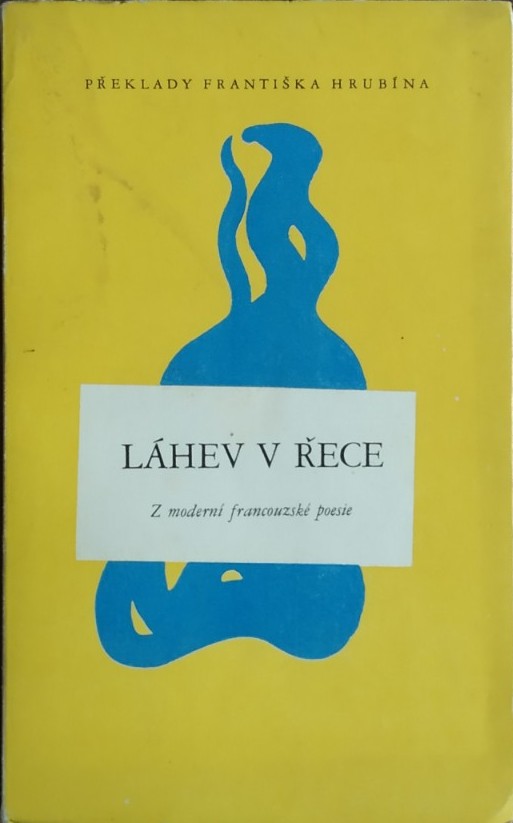 PŘEKLADY FRANTIŠKA HRUBÍNA
LÁHEV V ŘECE
Z moderní francouzské poesie